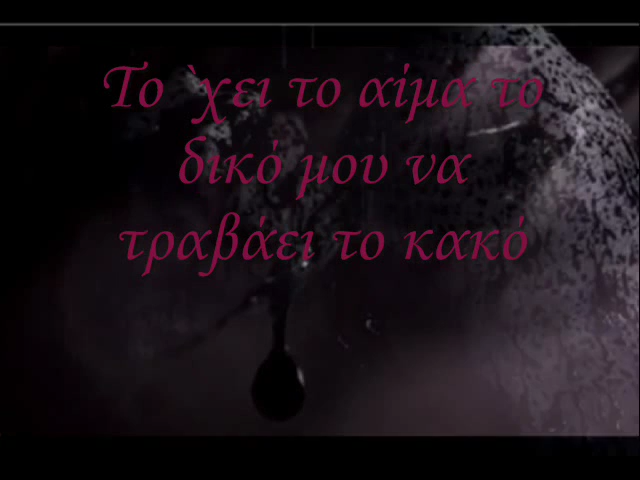 Το `χει το αίμα το
δικό μου να
τραβάει το κακό